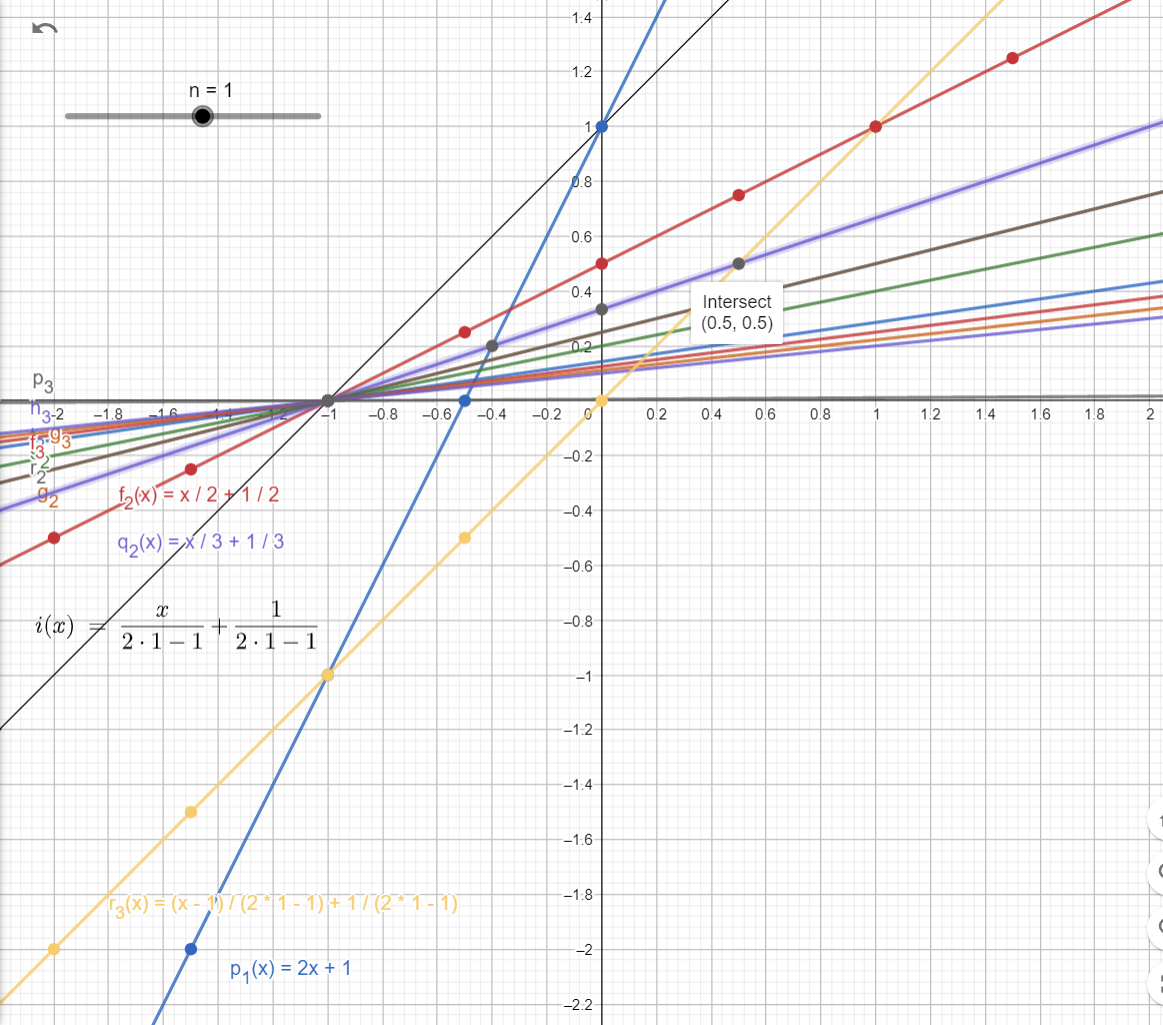 n = 1
1.4
1.2
1
0.8
0.6
0.4
Intersect
(0.5, 0.5)
0.2
p₃
–2 –1.8 –1.6 –1.4 –1.2 –1 –0.8 –0.6 –0.4 –0.2 0 0.2 0.4 0.6 0.8 1 1.2 1.4 1.6 1.8 2
h₃
g₃
f₃
r₂
g₂
–0.2
f₂(x) = x / 2 + 1 / 2
–0.4
q₂(x) = x / 3 + 1 / 3
–0.6
i(x) = x/(2 · 1 − 1) + 1/(2 · 1 − 1)
–0.8
–1
–1.2
–1.4
–1.6
–1.8
r₃(x) = (x - 1) / (2 * 1 - 1) + 1 / (2 * 1 - 1)
–2
p₁(x) = 2x + 1
–2.2